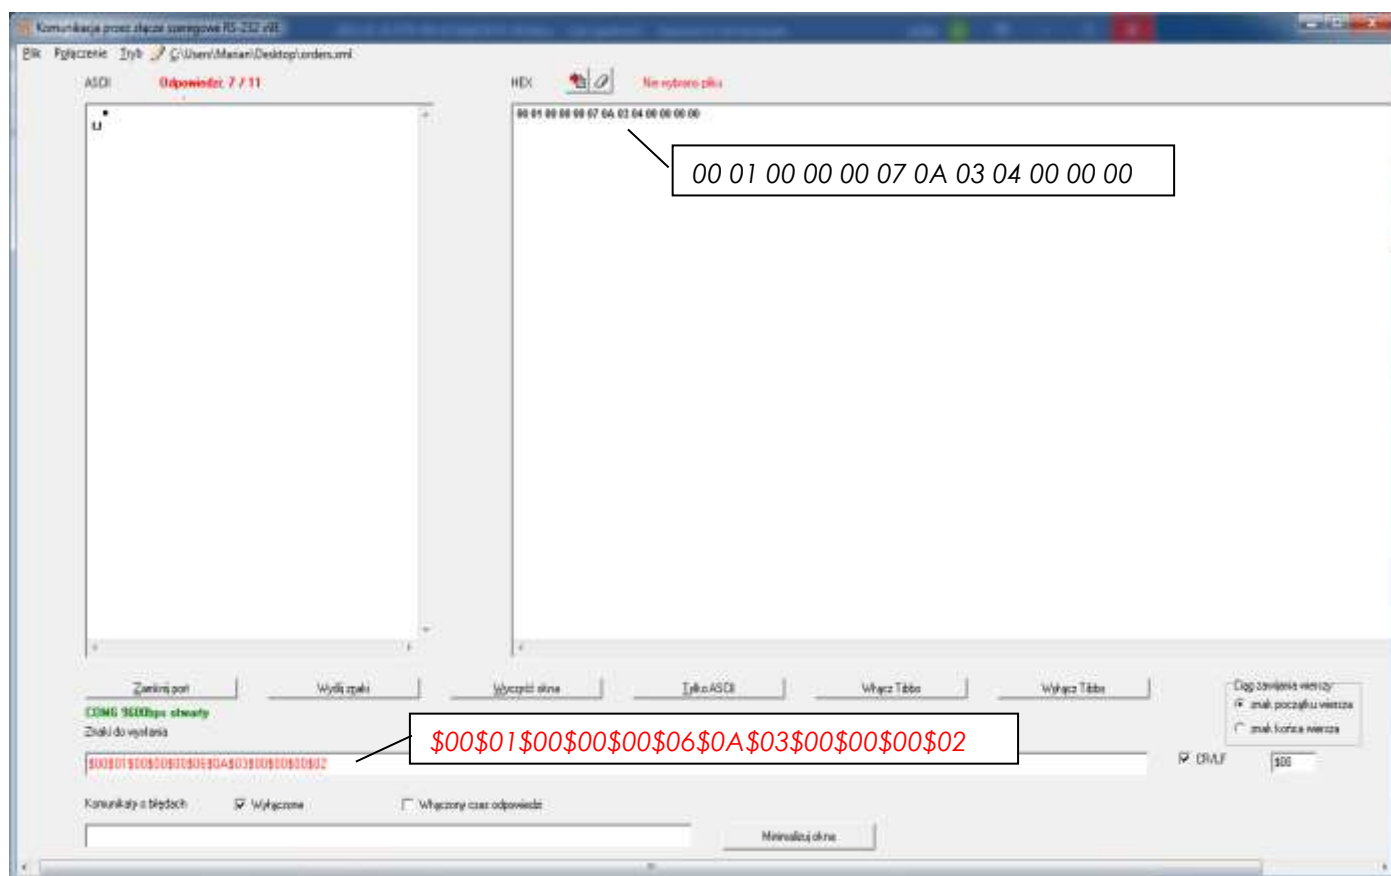 Komunikacja przez złącze szeregowe RS-232 v8E
Plik Połączenie Tryb C:\Users\Marian\Desktop\orders.xml
ASCII Odpowiedzi: 7 / 11 HEX Nie wybrano pliku
00 01 00 00 00 07 0A 03 04 00 00 00 00
00 01 00 00 00 07 0A 03 04 00 00 00
Zamknij port Wyślij znaki Wyczyść okna Tylko ASCII Włącz Tibbo Wyłącz Tibbo
Ciąg zawijania wierszy
znak początku wiersza
znak końca wiersza
COM6 9600bps otwarty
Znaki do wysłania
$00$01$00$00$00$06$0A$03$00$00$00$02
$00$01$00$00$00$06$0A$03$00$00$00$02
CR/LF $00
Komunikaty o błędach Wyłączone Włączony czas odpowiedzi
Minimalizuj okna